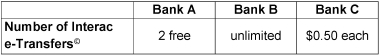 Bank A Bank B Bank C
Number of Interac
e-Transfers© 2 free unlimited $0.50 each